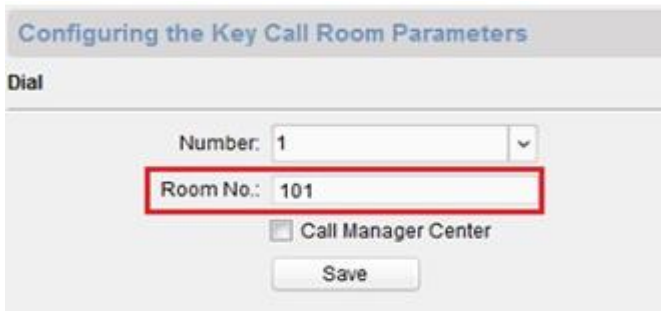 Configuring the Key Call Room Parameters
Dial
Number: 1
Room No.: 101
Call Manager Center
Save